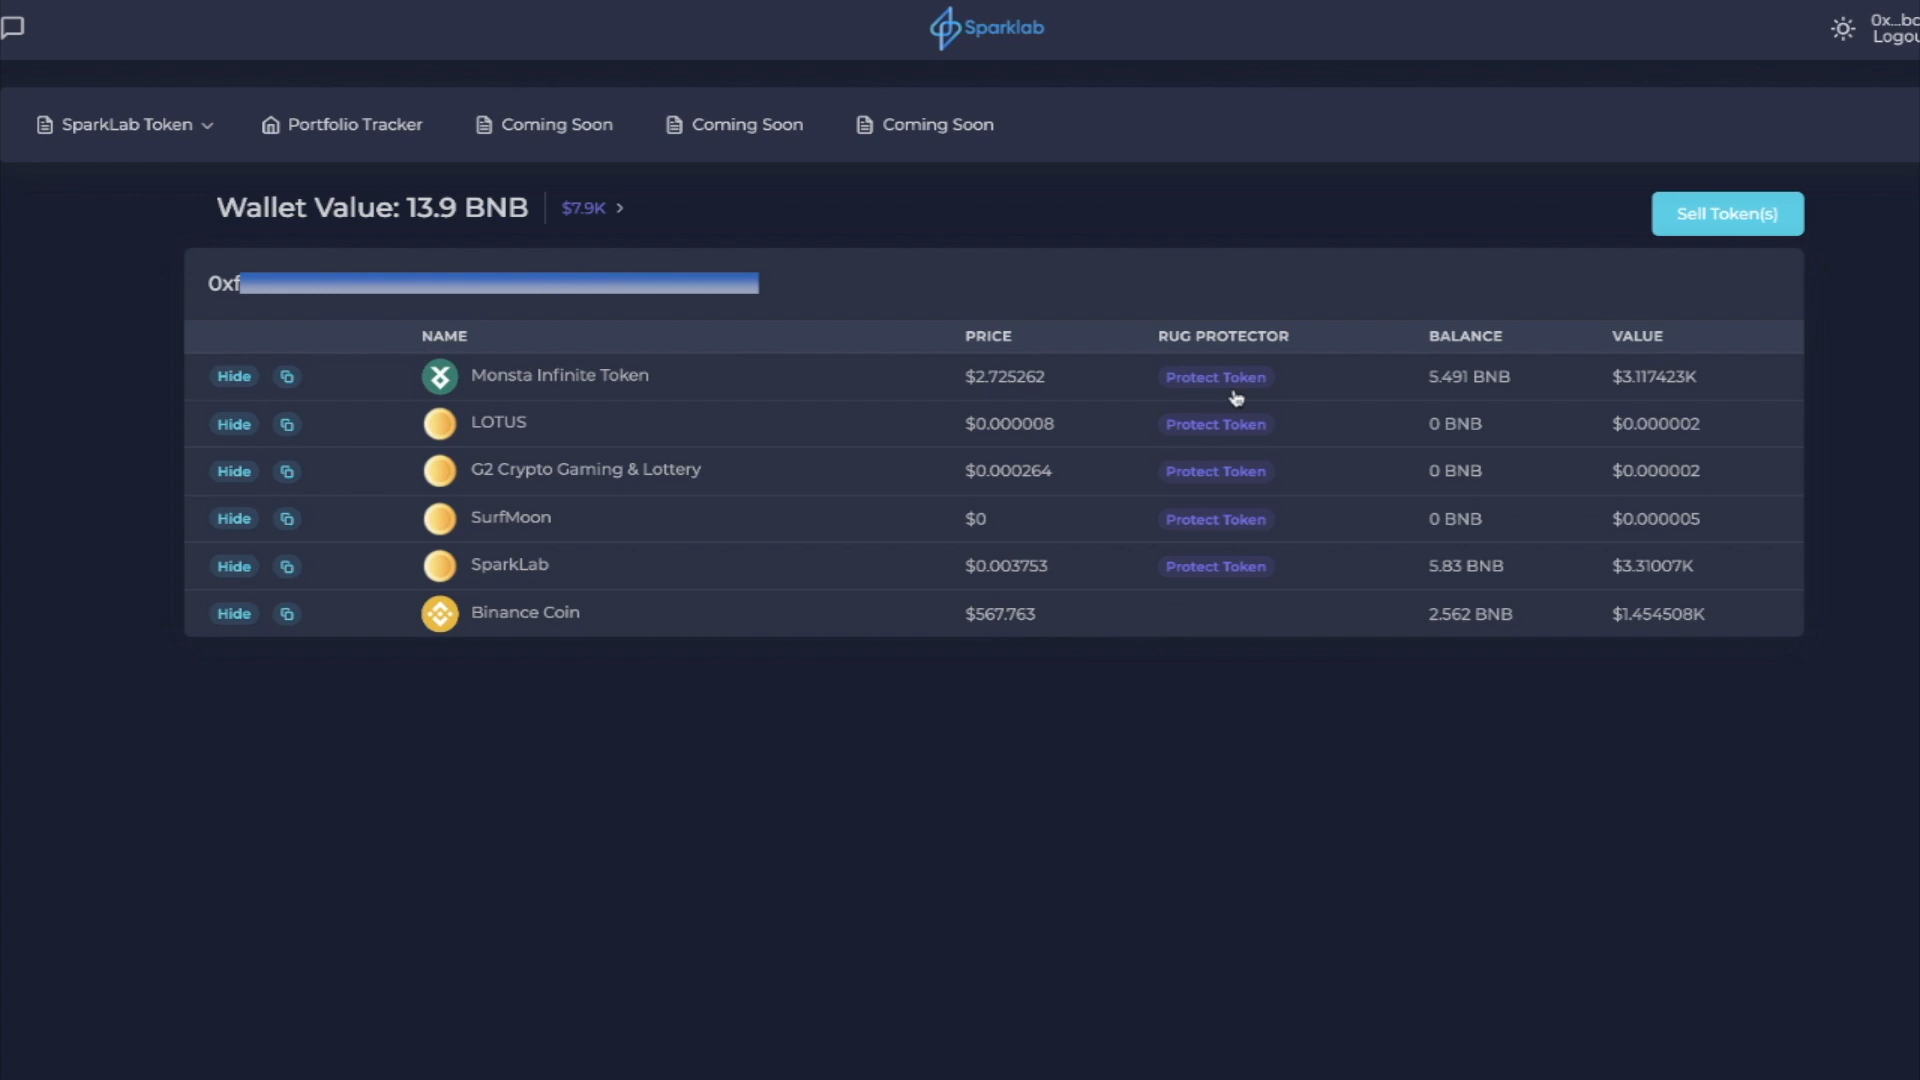 Sparklab
0x...bc
Logou
SparkLab Token
Portfolio Tracker
Coming Soon
Coming Soon
Coming Soon
Wallet Value: 13.9 BNB
$7.9K
Sell Token(s)
0xf
NAME PRICE RUG PROTECTOR BALANCE VALUE
Hide Monsta Infinite Token $2.725262 Protect Token 5.491 BNB $3.117423K
Hide LOTUS $0.000008 Protect Token 0 BNB $0.000002
Hide G2 Crypto Gaming & Lottery $0.000264 Protect Token 0 BNB $0.000002
Hide SurfMoon $0 Protect Token 0 BNB $0.000005
Hide SparkLab $0.003753 Protect Token 5.83 BNB $3.31007K
Hide Binance Coin $567.763 2.562 BNB $1.454508K